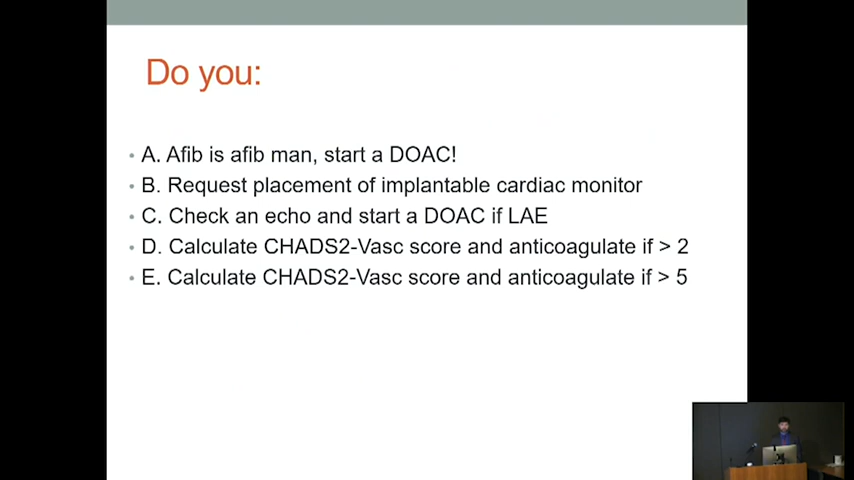 Do you:
• A. Afib is afib man, start a DOAC!
• B. Request placement of implantable cardiac monitor
• C. Check an echo and start a DOAC if LAE
• D. Calculate CHADS2-Vasc score and anticoagulate if > 2
• E. Calculate CHADS2-Vasc score and anticoagulate if > 5